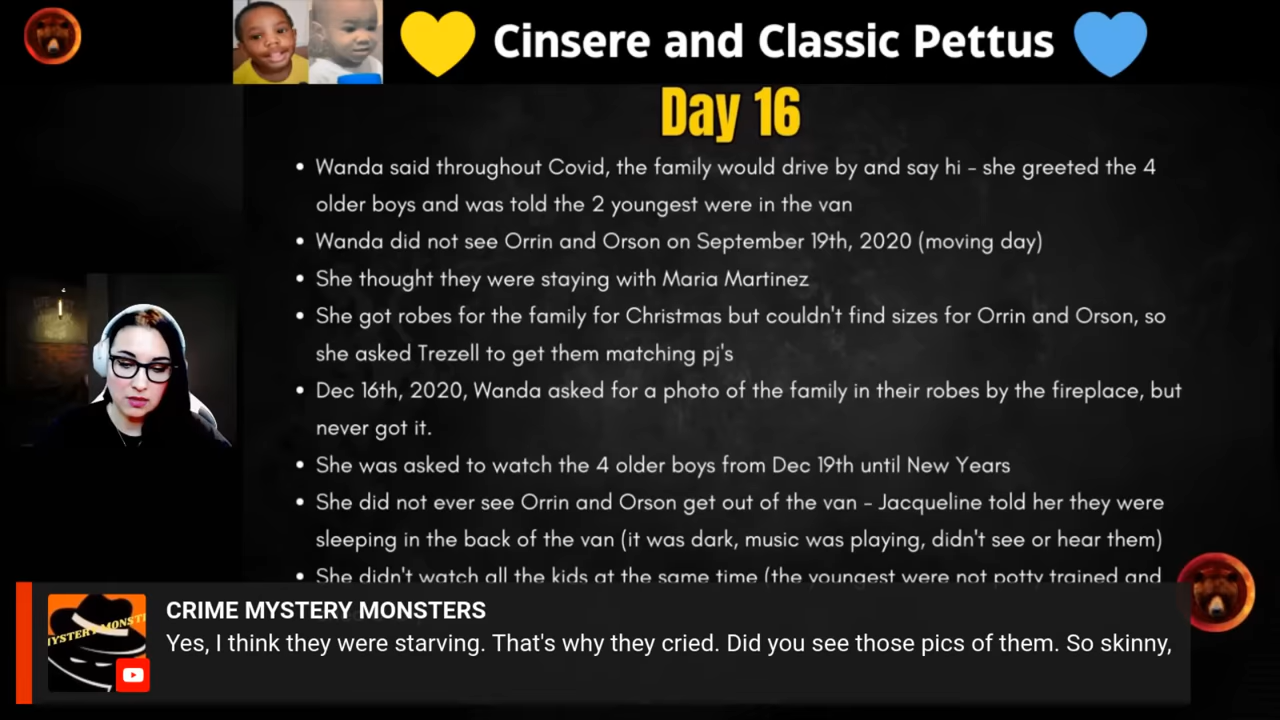 Cinsere and Classic Pettus
Day 16
• Wanda said throughout Covid, the family would drive by and say hi - she greeted the 4
older boys and was told the 2 youngest were in the van
• Wanda did not see Orrin and Orson on September 19th, 2020 (moving day)
• She thought they were staying with Maria Martinez
• She got robes for the family for Christmas but couldn't find sizes for Orrin and Orson, so
she asked Trezell to get them matching pj's
• Dec 16th, 2020, Wanda asked for a photo of the family in their robes by the fireplace, but
never got it.
• She was asked to watch the 4 older boys from Dec 19th until New Years
• She did not ever see Orrin and Orson get out of the van - Jacqueline told her they were
sleeping in the back of the van (it was dark, music was playing, didn't see or hear them)
• She didn't watch all the kids at the same time (the youngest were not potty trained and
CRIME MYSTERY MONSTERS
Yes, I think they were starving. That's why they cried. Did you see those pics of them. So skinny,